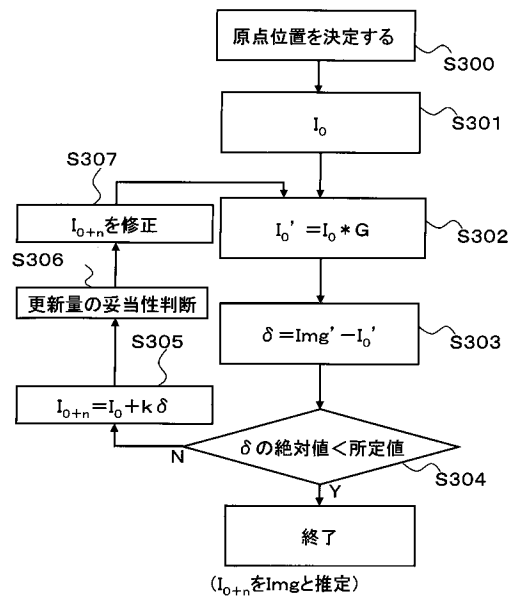 原点位置を決定する
S300
I₀
S301
S307
I₀₊ₙを修正
I₀'=I₀*G
S302
S306
更新量の妥当性判断
δ=Img'−I₀'
S303
S305
I₀₊ₙ=I₀+kδ
δの絶対値<所定値
N
S304
Y
終了
(I₀₊ₙをImgと推定)